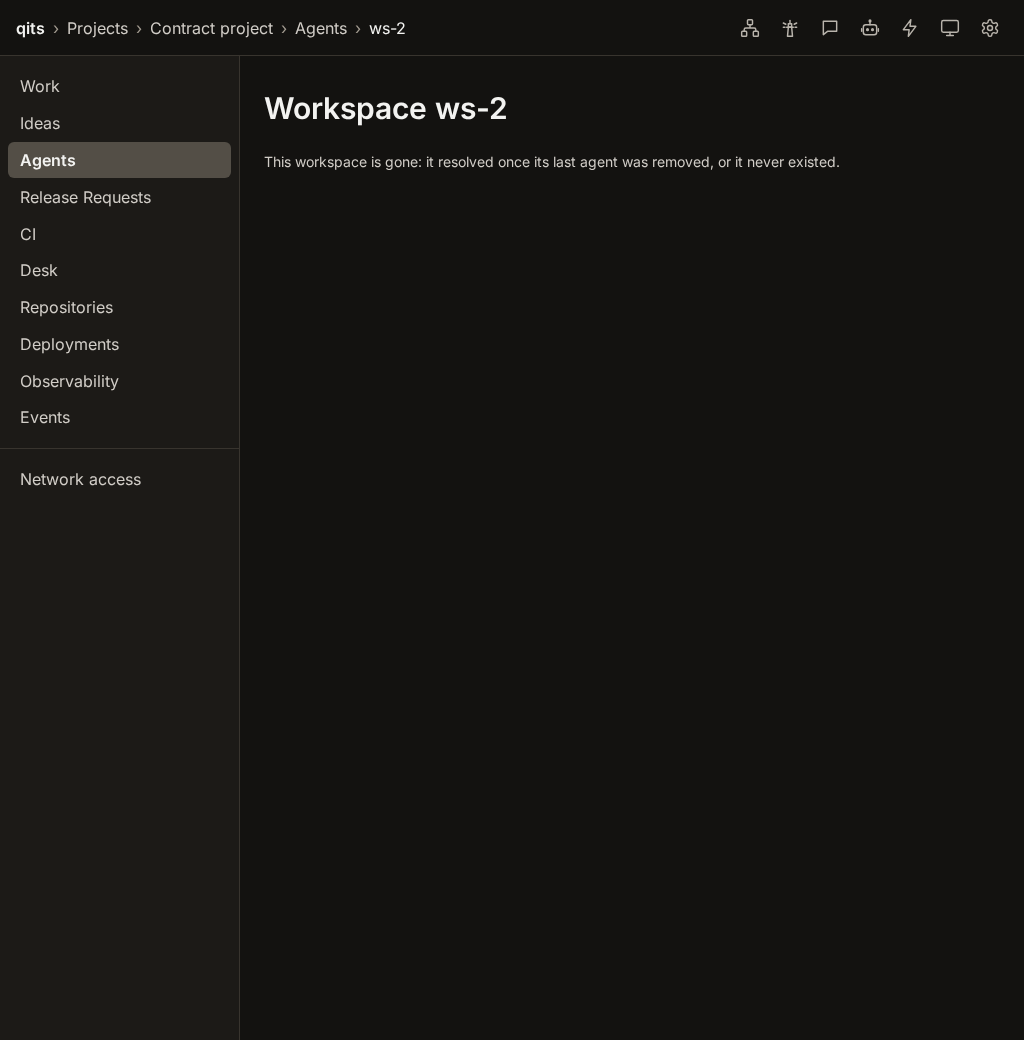 qits › Projects › Contract project › Agents › ws-2
Work
Ideas
Agents
Release Requests
CI
Desk
Repositories
Deployments
Observability
Events
Network access
Workspace ws-2
This workspace is gone: it resolved once its last agent was removed, or it never existed.